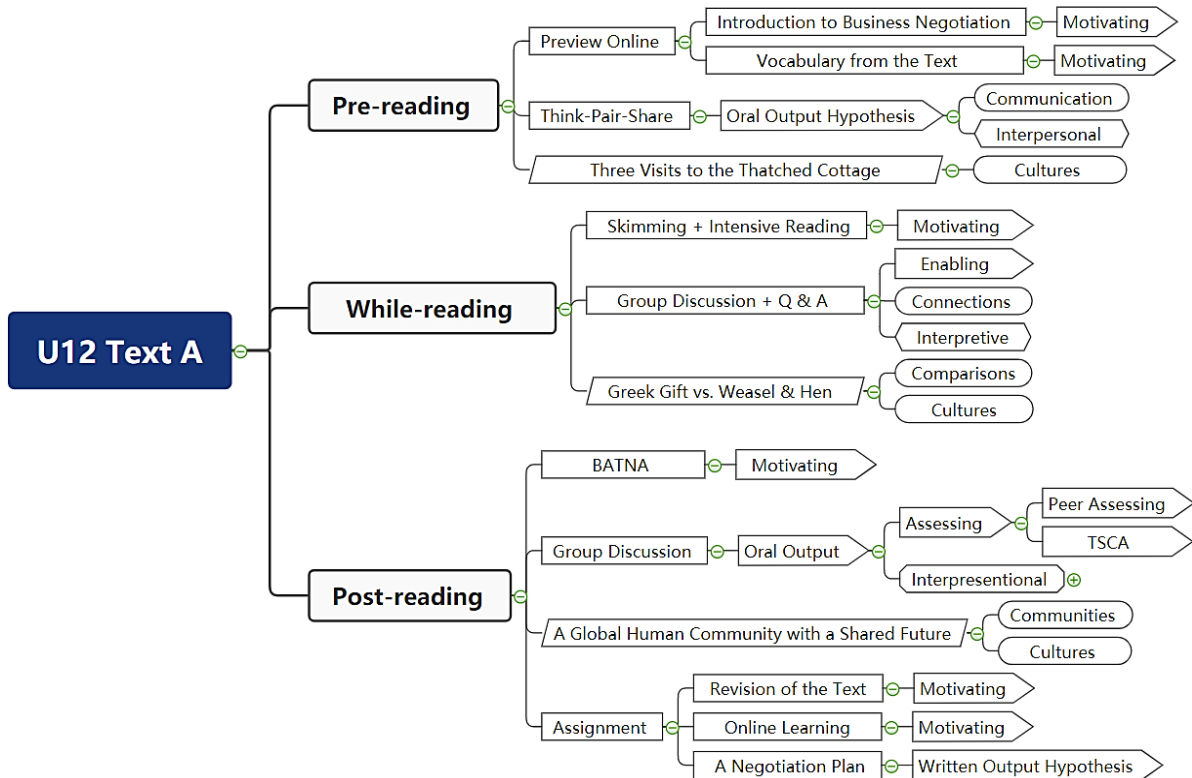 U12 Text A
Pre-reading
Preview Online
Introduction to Business Negotiation
Motivating
Vocabulary from the Text
Motivating
Think-Pair-Share
Oral Output Hypothesis
Communication
Interpersonal
Three Visits to the Thatched Cottage
Cultures
While-reading
Skimming + Intensive Reading
Motivating
Group Discussion + Q & A
Enabling
Connections
Interpretive
Greek Gift vs. Weasel & Hen
Comparisons
Cultures
Post-reading
BATNA
Motivating
Group Discussion
Oral Output
Assessing
Peer Assessing
TSCA
Interpresentional
A Global Human Community with a Shared Future
Communities
Cultures
Assignment
Revision of the Text
Motivating
Online Learning
Motivating
A Negotiation Plan
Written Output Hypothesis